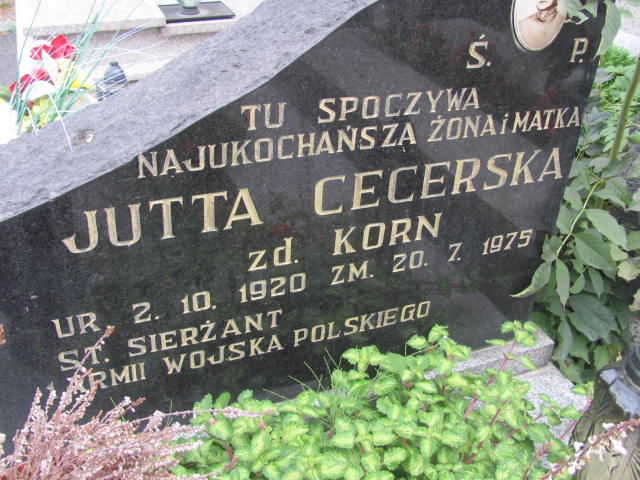 Ś. P.
TU SPOCZYWA
NAJUKOCHAŃSZA ŻONA i MATKA
JUTTA CECERSKA
zd. KORN
UR 2. 10. 1920 ZM. 20. 7. 1975
ST. SIERŻANT
ARMII WOJSKA POLSKIEGO